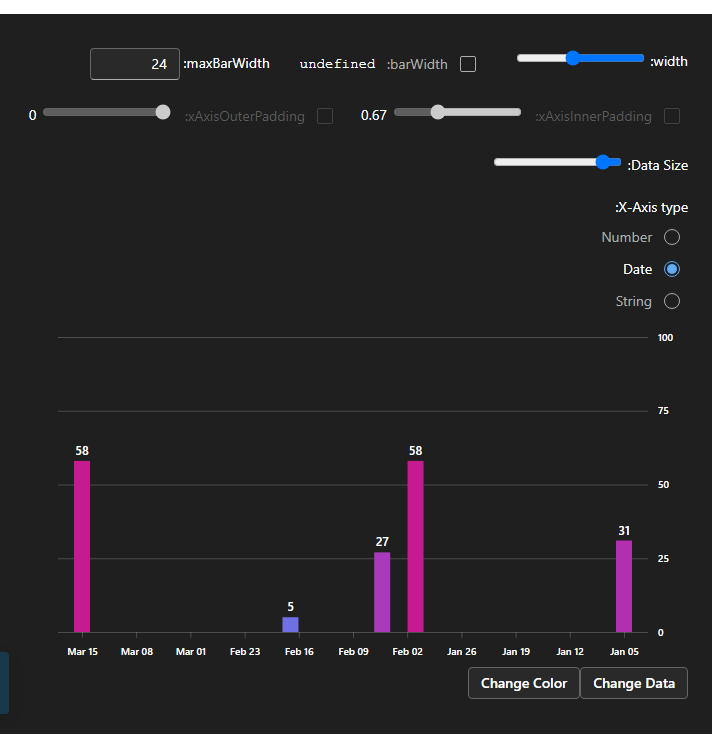 24 :maxBarWidth undefined :barWidth :width
0 :xAxisOuterPadding 0.67 :xAxisInnerPadding
:Data Size
:X-Axis type
Number
Date
String
100
75
58 58
50
27 31
25
5
0
Mar 15 Mar 08 Mar 01 Feb 23 Feb 16 Feb 09 Feb 02 Jan 26 Jan 19 Jan 12 Jan 05
Change Color Change Data